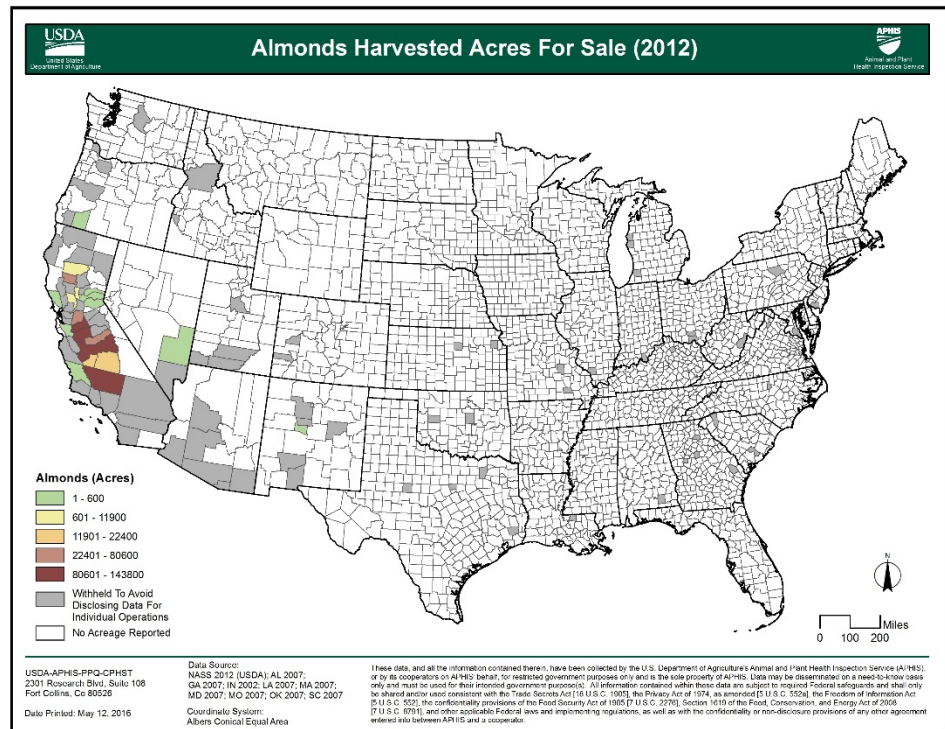 USDA
United States
Department of Agriculture
Almonds Harvested Acres For Sale (2012)
APHIS
Animal and Plant
Health Inspection Service
Almonds (Acres)
1 - 600
601 - 11900
11901 - 22400
22401 - 80600
80601 - 143800
Withheld To Avoid
Disclosing Data For
Individual Operations
No Acreage Reported
N
Miles
0 100 200
USDA-APHIS-PPQ-CPHST
2301 Research Blvd, Suite 108
Fort Collins, Co 80526
Date Printed: May 12, 2016
Data Source:
NASS 2012 (USDA); AL 2007;
GA 2007; IN 2002; LA 2007; MA 2007;
MD 2007; MO 2007; OK 2007; SC 2007
Coordinate System:
Albers Conical Equal Area
These data, and all the information contained therein, have been collected by the U.S. Department of Agriculture's Animal and Plant Health Inspection Service (APHIS),
or by its cooperators on APHIS' behalf, for restricted government purposes only and is the sole property of APHIS. Data may be disseminated on a need-to-know basis
only and must be used for their intended government purpose(s). All information contained within these data are subject to required Federal safeguards and shall only
be shared and/or used consistent with the Trade Secrets Act [18 U.S.C. 1905], the Privacy Act of 1974, as amended [5 U.S.C. 552a], the Freedom of Information Act
[5 U.S.C. 552], the confidentiality provisions of the Food Security Act of 1985 [7 U.S.C. 2276], Section 1619 of the Food, Conservation, and Energy Act of 2008
[7 U.S.C. 8791], and other applicable Federal laws and implementing regulations, as well as with the confidentiality or non-disclosure provisions of any other agreement
entered into between APHIS and a cooperator.